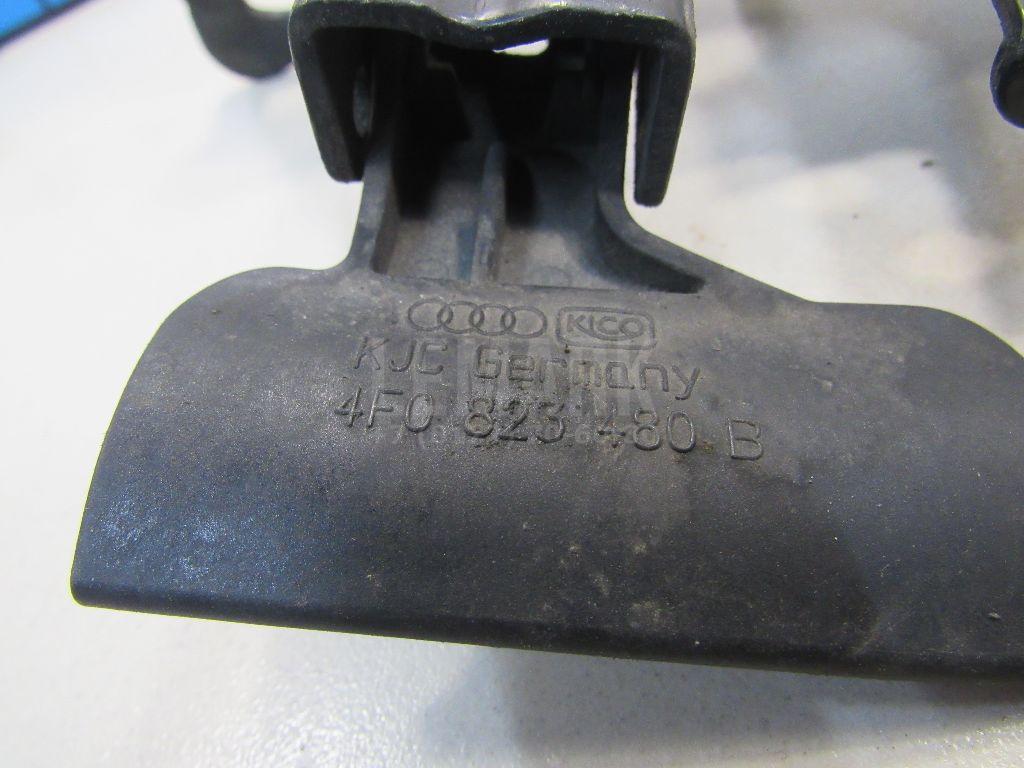 KICO
KJC Germany
4F0 823 480 B